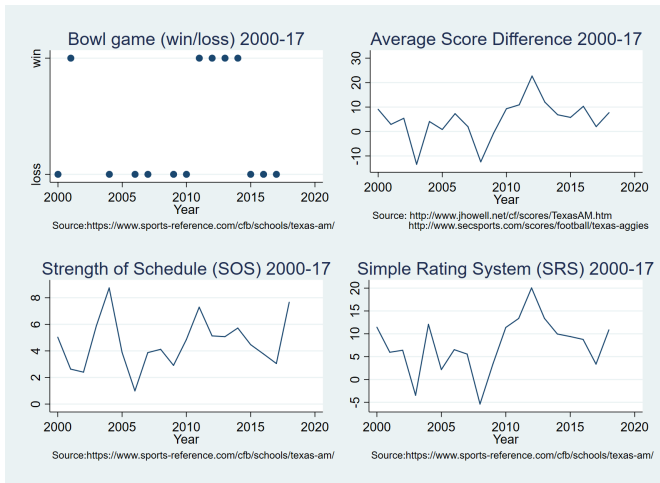 Bowl game (win/loss) 2000-17
win
loss
2000 2005 2010 2015 2020
Year
Source:https://www.sports-reference.com/cfb/schools/texas-am/
Average Score Difference 2000-17
30
20
10
0
-10
2000 2005 2010 2015 2020
Year
Source: http://www.jhowell.net/cf/scores/TexasAM.htm
http://www.secsports.com/scores/football/texas-aggies
Strength of Schedule (SOS) 2000-17
8
6
4
2
0
2000 2005 2010 2015 2020
Year
Source:https://www.sports-reference.com/cfb/schools/texas-am/
Simple Rating System (SRS) 2000-17
20
15
10
5
0
-5
2000 2005 2010 2015 2020
Year
Source:https://www.sports-reference.com/cfb/schools/texas-am/